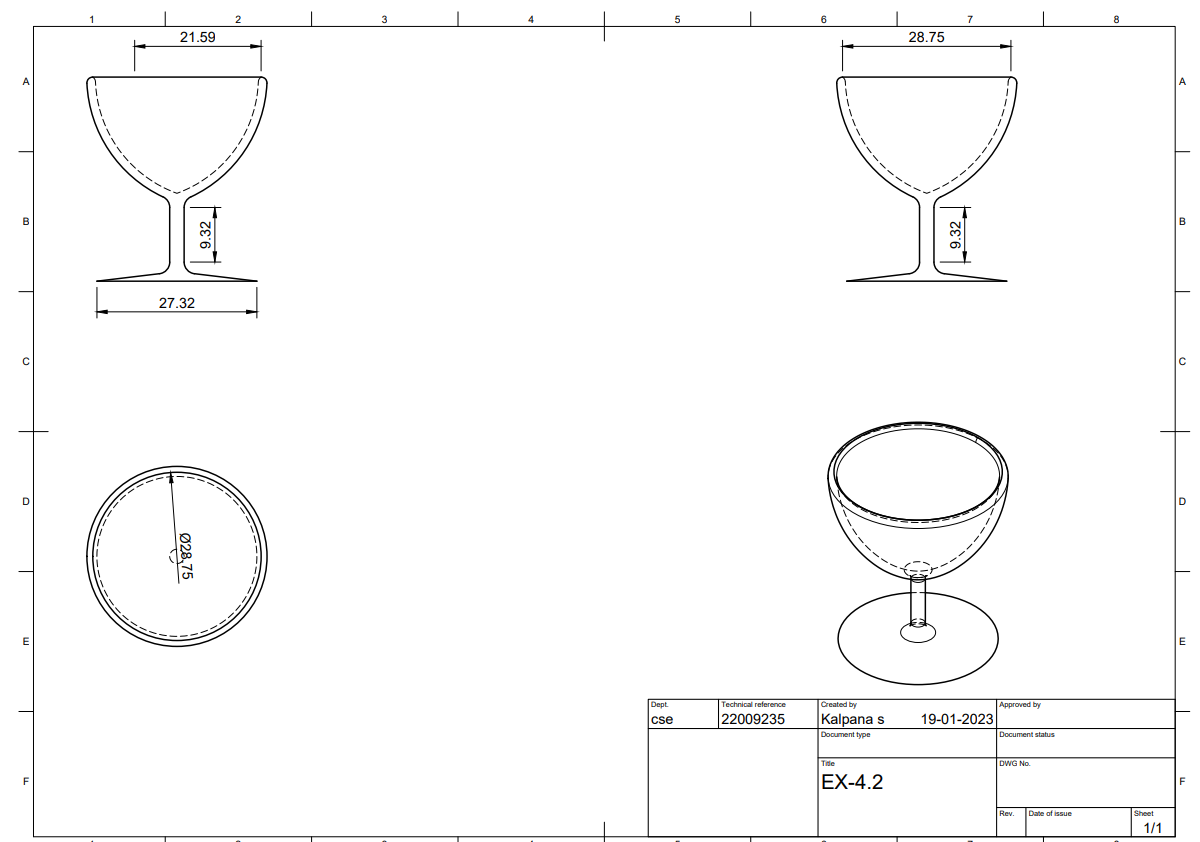 1 2 3 4 5 6 7 8
21.59 28.75
A A
B B
9.32 9.32
27.32
C C
D D
Ø28.75
E E
Dept. Technical reference Created by Approved by
cse 22009235 Kalpana s 19-01-2023
Document type Document status
Title DWG No.
EX-4.2
F F
Rev. Date of issue Sheet
1/1